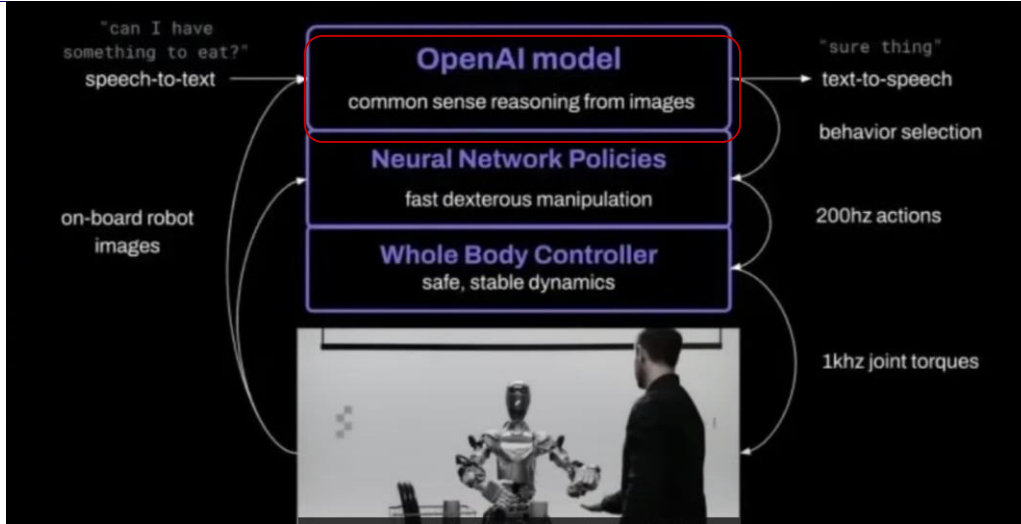 "can I have
something to eat?"
speech-to-text
OpenAI model
common sense reasoning from images
"sure thing"
text-to-speech
behavior selection
Neural Network Policies
fast dexterous manipulation
on-board robot
images
200hz actions
Whole Body Controller
safe, stable dynamics
1khz joint torques